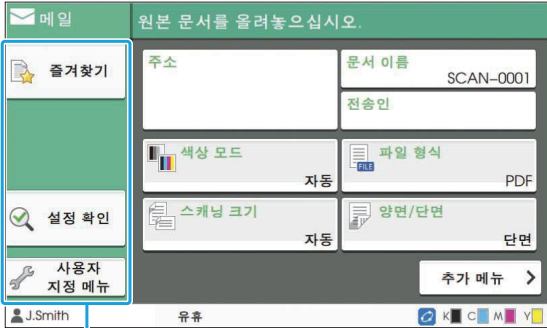 메일
원본 문서를 올려놓으십시오.
즐겨찾기
주소
문서 이름
SCAN-0001
전송인
색상 모드
자동
파일 형식
FILE
PDF
설정 확인
스캐닝 크기
자동
양면/단면
단면
사용자
지정 메뉴
추가 메뉴
J.Smith
유휴
K C M Y